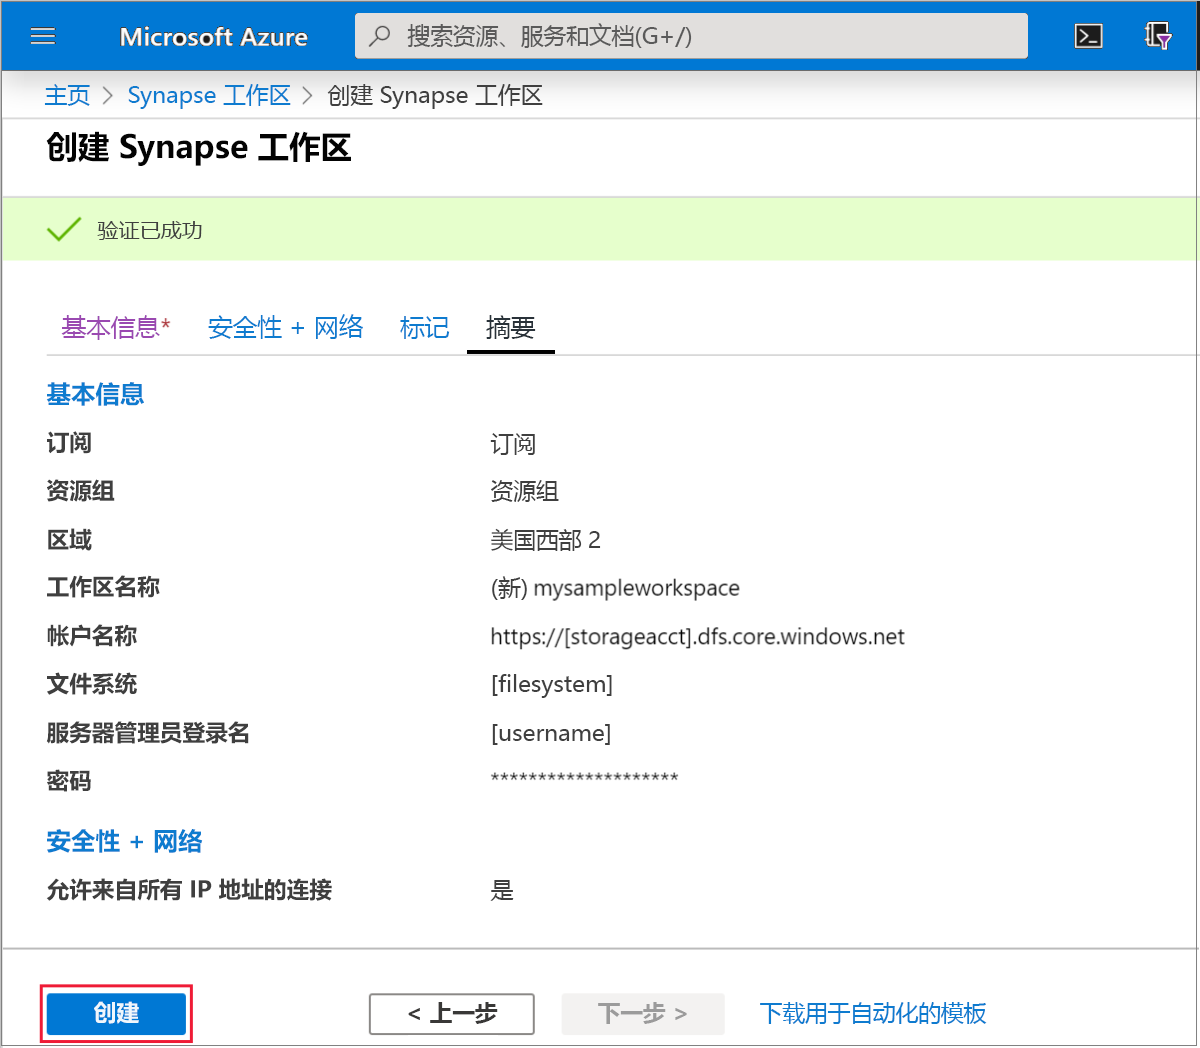 Microsoft Azure 搜索资源、服务和文档(G+/)
主页 > Synapse 工作区 > 创建 Synapse 工作区
创建 Synapse 工作区
验证已成功
基本信息* 安全性 + 网络 标记 摘要
基本信息
订阅 订阅
资源组 资源组
区域 美国西部 2
工作区名称 (新) mysampleworkspace
帐户名称 https://[storageacct].dfs.core.windows.net
文件系统 [filesystem]
服务器管理员登录名 [username]
密码 ********************
安全性 + 网络
允许来自所有 IP 地址的连接 是
创建 < 上一步 下一步 > 下载用于自动化的模板